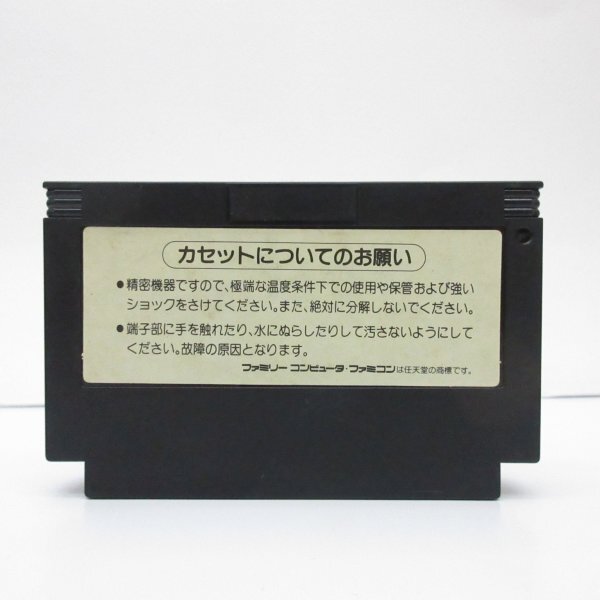 カセットについてのお願い
●精密機器ですので、極端な温度条件下での使用や保管および強い
ショックをさけてください。また、絶対に分解しないでください。
●端子部に手を触れたり、水にぬらしたりして汚さないようにして
ください。故障の原因となります。
ファミリーコンピュータ・ファミコンは任天堂の商標です。